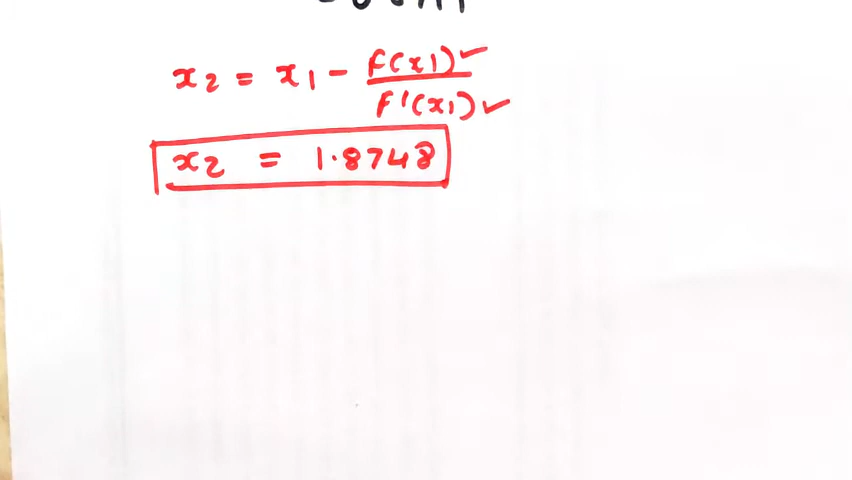 x2 = x1 - F(x1) ✓
F'(x1) ✓
x2 = 1.8748